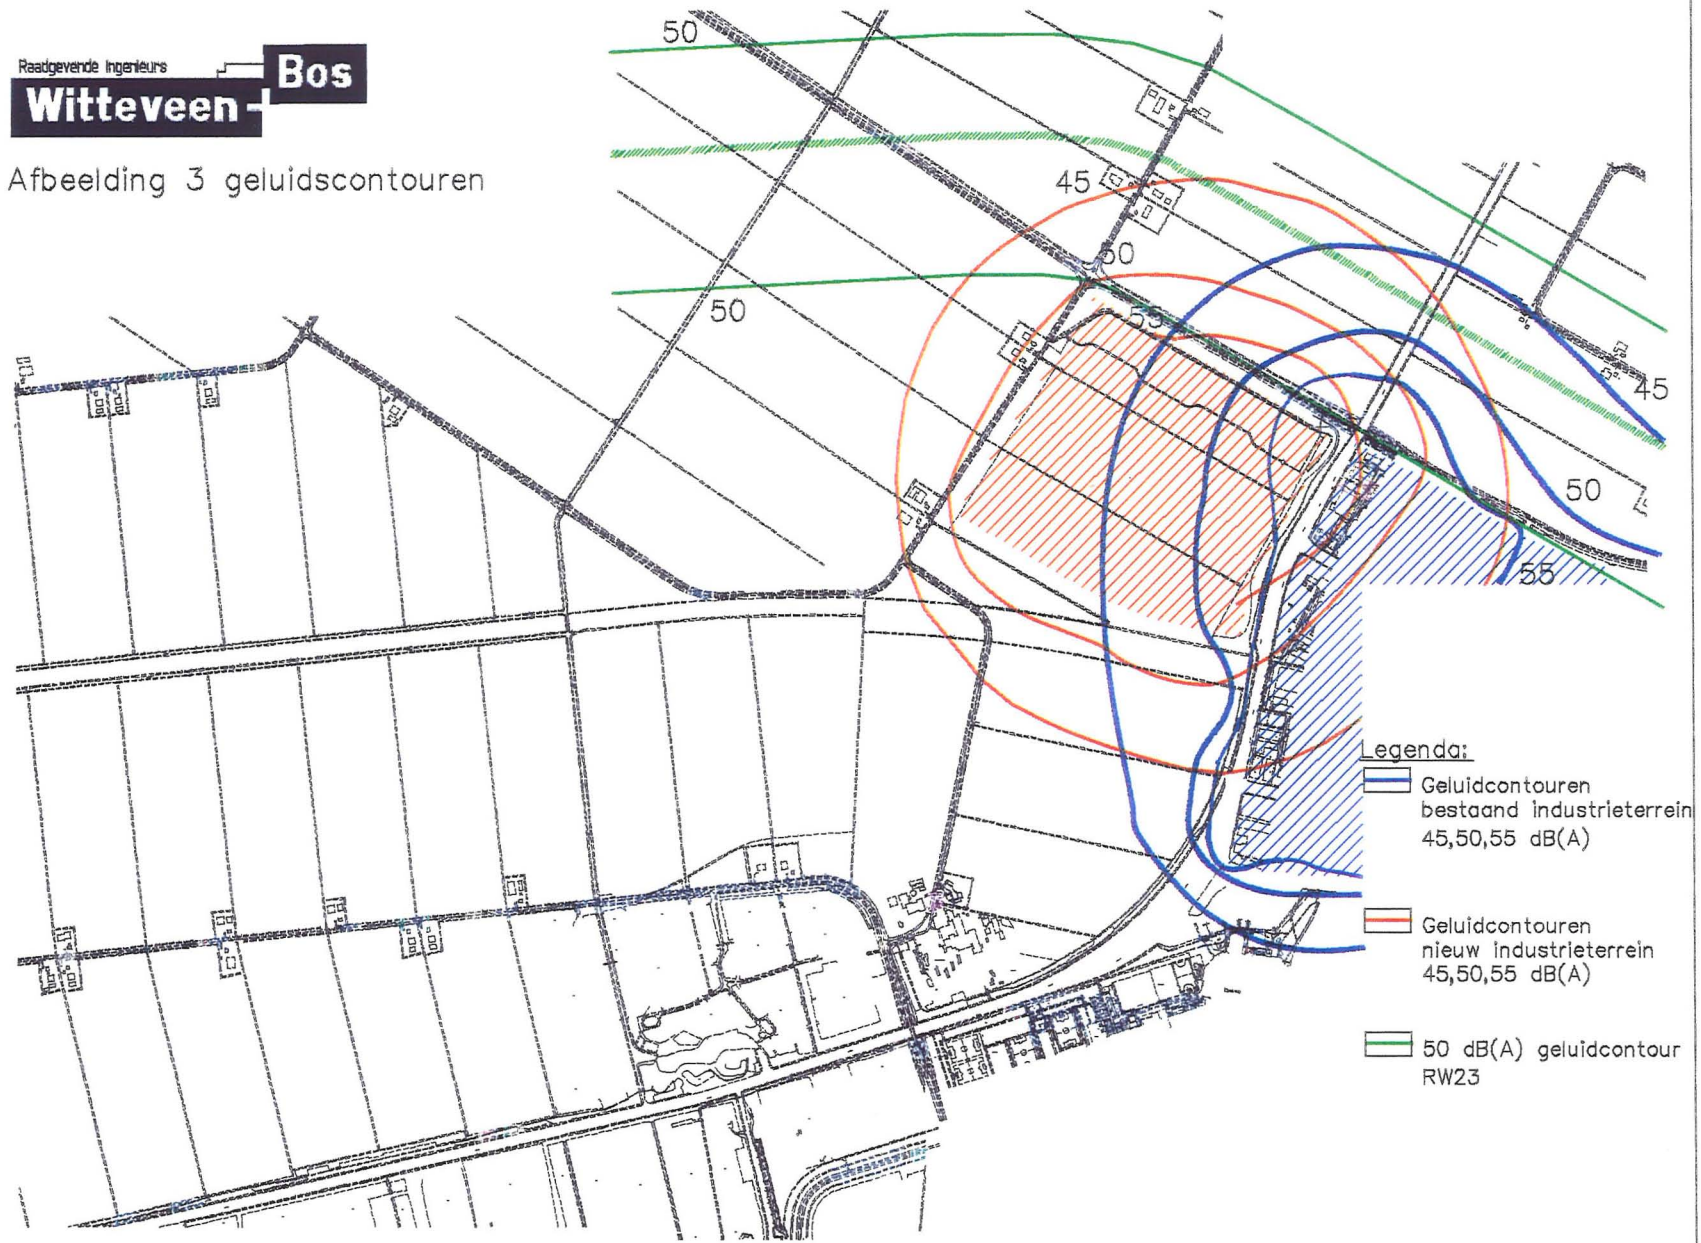 Raadgevende Ingenieurs
Witteveen+
Bos
Afbeelding 3 geluidscontouren
50
45
50
55
50
45
50
55
Legenda:
Geluidcontouren
bestaand industrieterrein
45,50,55 dB(A)
Geluidcontouren
nieuw industrieterrein
45,50,55 dB(A)
50 dB(A) geluidcontour
RW23